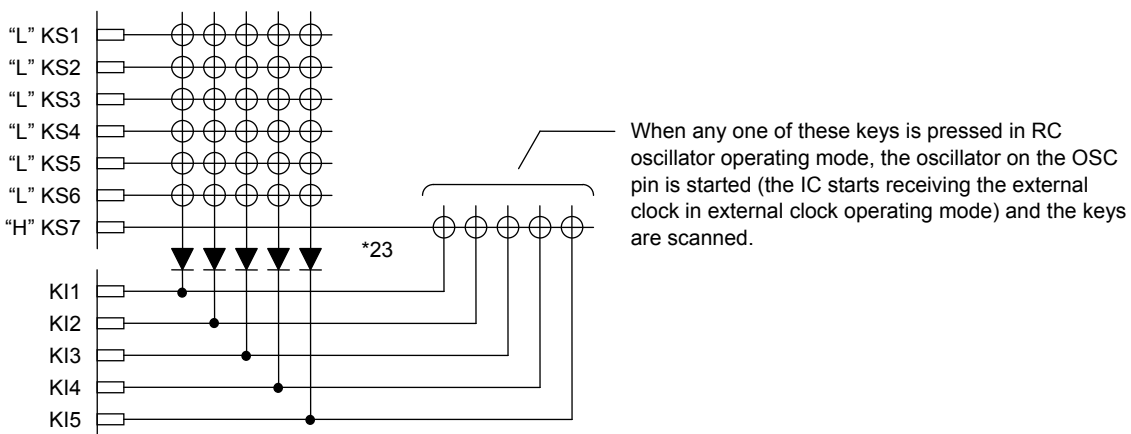 “L” KS1
“L” KS2
“L” KS3
“L” KS4
“L” KS5
“L” KS6
“H” KS7
*23
KI1
KI2
KI3
KI4
KI5
When any one of these keys is pressed in RC
oscillator operating mode, the oscillator on the OSC
pin is started (the IC starts receiving the external
clock in external clock operating mode) and the keys
are scanned.